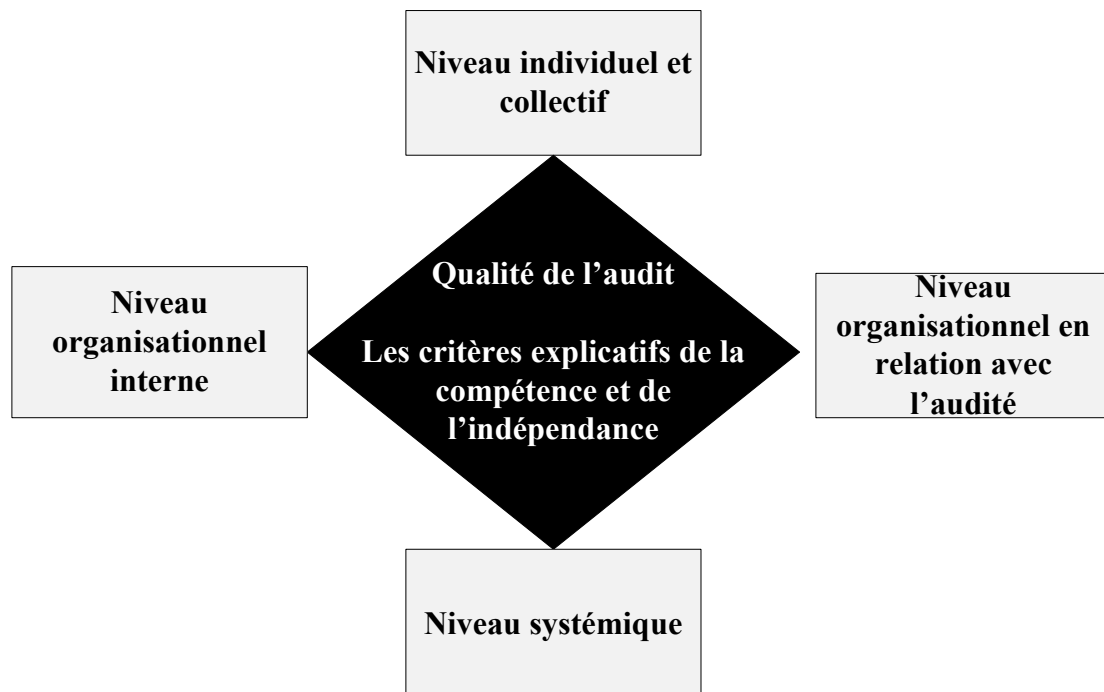 Niveau individuel et
collectif
Qualité de l’audit
Les critères explicatifs de la
compétence et de
l’indépendance
Niveau
organisationnel
interne
Niveau
organisationnel en
relation avec
l’audité
Niveau systémique